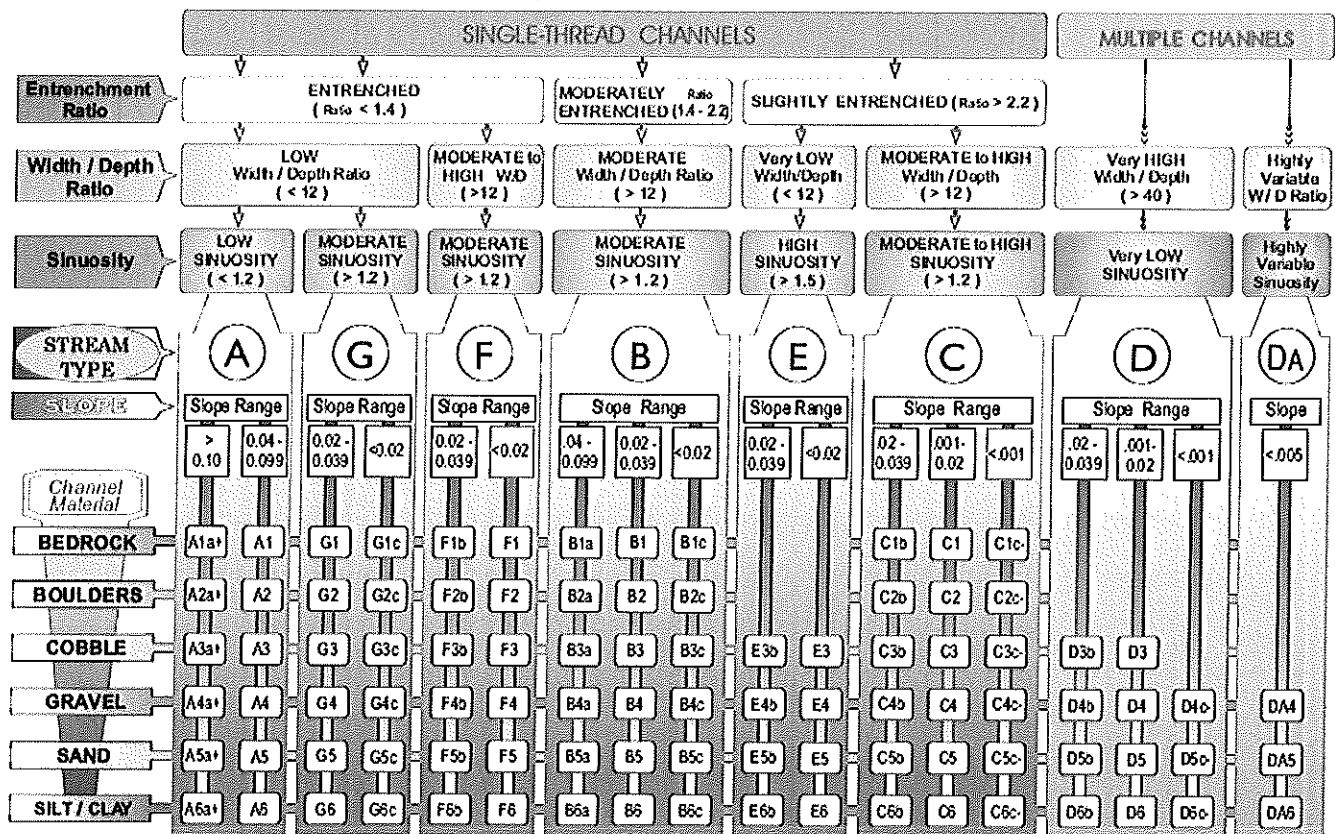 SINGLE-THREAD CHANNELS
MULTIPLE CHANNELS
Entrenchment
Ratio
ENTRENCHED
( Ratio < 1.4 )
MODERATELY Ratio
ENTRENCHED (1.4 - 2.2)
SLIGHTLY ENTRENCHED ( Ratio > 2.2 )
Width / Depth
Ratio
LOW
Width / Depth Ratio
( < 12 )
MODERATE to
HIGH W/D
( >12 )
MODERATE
Width / Depth Ratio
( > 12 )
Very LOW
Width/Depth
( < 12 )
MODERATE to HIGH
Width / Depth
( > 12 )
Very HIGH
Width / Depth
( > 40 )
Highly
Variable
W / D Ratio
Sinuosity
LOW
SINUOSITY
( < 1.2 )
MODERATE
SINUOSITY
( > 1.2 )
MODERATE
SINUOSITY
( > 1.2 )
MODERATE
SINUOSITY
( > 1.2 )
HIGH
SINUOSITY
( > 1.5 )
MODERATE to HIGH
SINUOSITY
( > 1.2 )
Very LOW
SINUOSITY
Highly
Variable
Sinuosity
STREAM
TYPE
A G F B E C D DA
SLOPE
Slope Range Slope Range Slope Range Slope Range Slope Range Slope Range Slope Range Slope
>
0.10
0.04 -
0.099
0.02 -
0.039
<0.02
0.02 -
0.039
<0.02
.04 -
0.099
0.02 -
0.039
<0.02
0.02 -
0.039
<0.02
.02 -
0.039
.001-
0.02
<.001
.02 -
0.039
.001-
0.02
<.001
<.005
Channel
Material
BEDROCK A1a+ A1 G1 G1c F1b F1 B1a B1 B1c C1b C1 C1c-
BOULDERS A2a+ A2 G2 G2c F2b F2 B2a B2 B2c C2b C2 C2c-
COBBLE A3a+ A3 G3 G3c F3b F3 B3a B3 B3c E3b E3 C3b C3 C3c- D3b D3
GRAVEL A4a+ A4 G4 G4c F4b F4 B4a B4 B4c E4b E4 C4b C4 C4c- D4b D4 D4c- DA4
SAND A5a+ A5 G5 G5c F5b F5 B5a B5 B5c E5b E5 C5b C5 C5c- D5b D5 D5c- DA5
SILT / CLAY A6a+ A6 G6 G6c F6b F6 B6a B6 B6c E6b E6 C6b C6 C6c- D6b D6 D6c- DA6